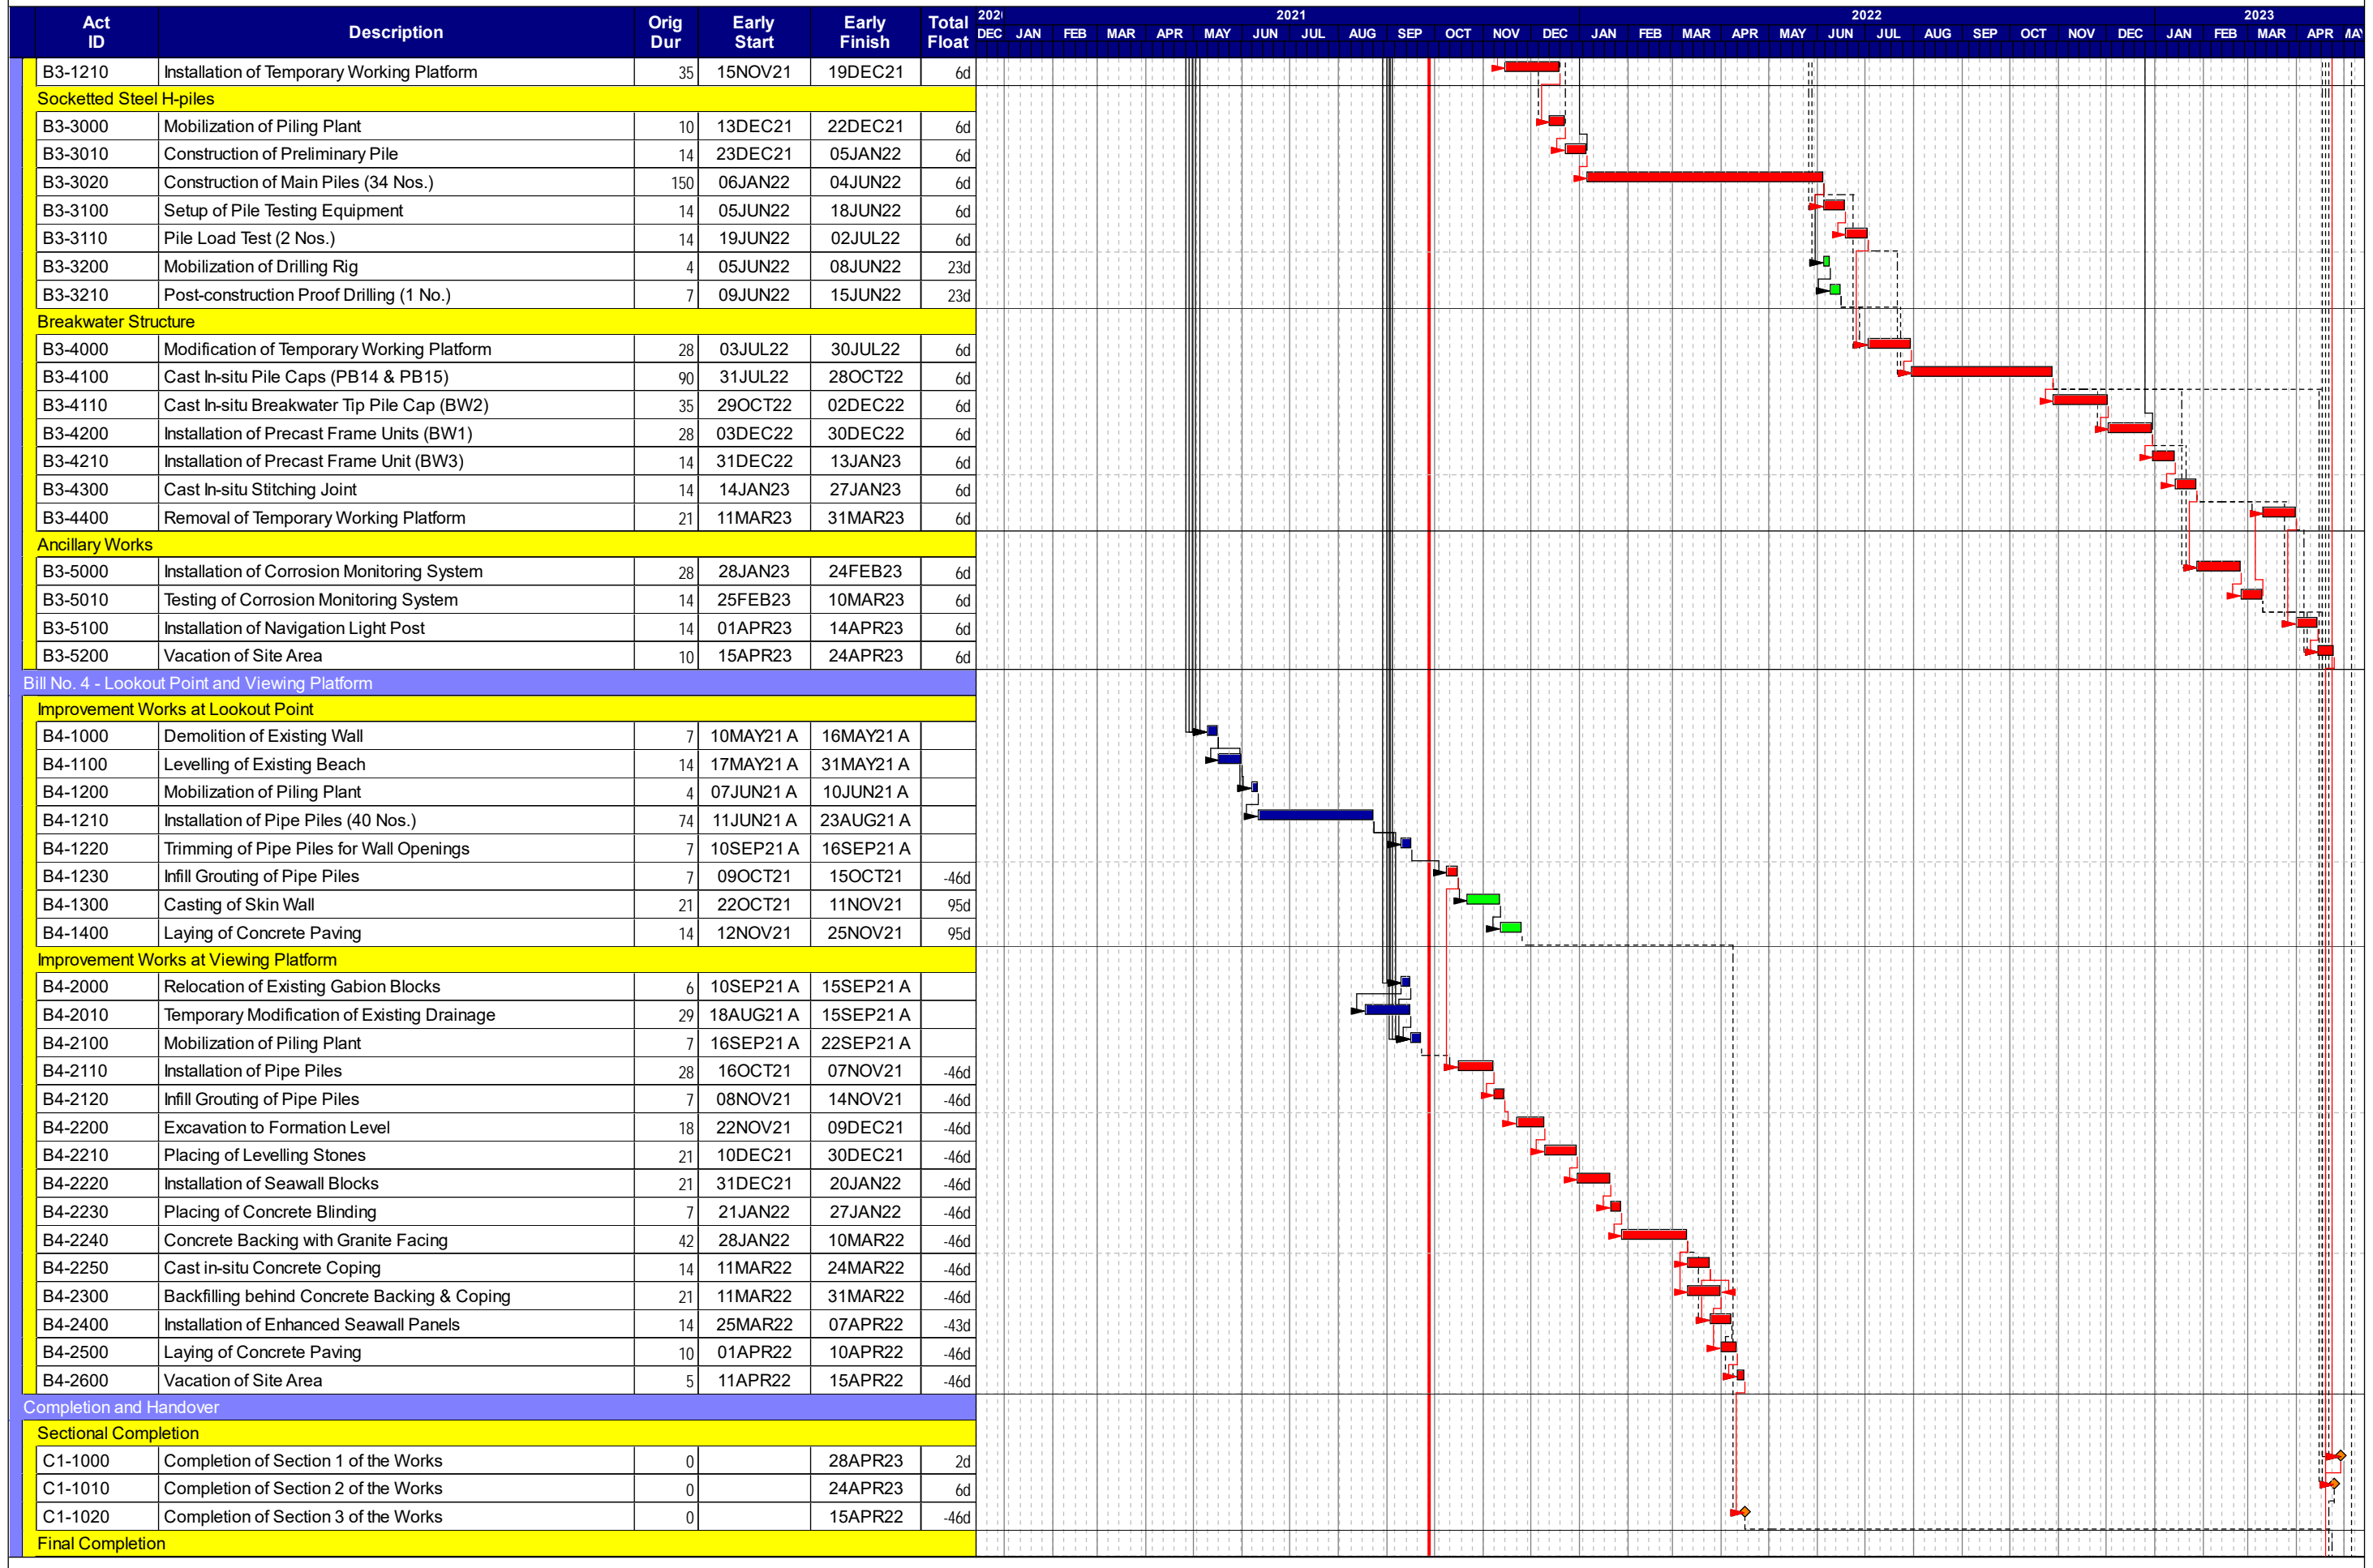 Act ID Description Orig Dur Early Start Early Finish Total Float
2020 2021 2022 2023
DEC JAN FEB MAR APR MAY JUN JUL AUG SEP OCT NOV DEC JAN FEB MAR APR MAY JUN JUL AUG SEP OCT NOV DEC JAN FEB MAR APR MAY
B3-1210 Installation of Temporary Working Platform 35 15NOV21 19DEC21 6d
Socketted Steel H-piles
B3-3000 Mobilization of Piling Plant 10 13DEC21 22DEC21 6d
B3-3010 Construction of Preliminary Pile 14 23DEC21 05JAN22 6d
B3-3020 Construction of Main Piles (34 Nos.) 150 06JAN22 04JUN22 6d
B3-3100 Setup of Pile Testing Equipment 14 05JUN22 18JUN22 6d
B3-3110 Pile Load Test (2 Nos.) 14 19JUN22 02JUL22 6d
B3-3200 Mobilization of Drilling Rig 4 05JUN22 08JUN22 23d
B3-3210 Post-construction Proof Drilling (1 No.) 7 09JUN22 15JUN22 23d
Breakwater Structure
B3-4000 Modification of Temporary Working Platform 28 03JUL22 30JUL22 6d
B3-4100 Cast In-situ Pile Caps (PB14 & PB15) 90 31JUL22 28OCT22 6d
B3-4110 Cast In-situ Breakwater Tip Pile Cap (BW2) 35 29OCT22 02DEC22 6d
B3-4200 Installation of Precast Frame Units (BW1) 28 03DEC22 30DEC22 6d
B3-4210 Installation of Precast Frame Unit (BW3) 14 31DEC22 13JAN23 6d
B3-4300 Cast In-situ Stitching Joint 14 14JAN23 27JAN23 6d
B3-4400 Removal of Temporary Working Platform 21 11MAR23 31MAR23 6d
Ancillary Works
B3-5000 Installation of Corrosion Monitoring System 28 28JAN23 24FEB23 6d
B3-5010 Testing of Corrosion Monitoring System 14 25FEB23 10MAR23 6d
B3-5100 Installation of Navigation Light Post 14 01APR23 14APR23 6d
B3-5200 Vacation of Site Area 10 15APR23 24APR23 6d
Bill No. 4 - Lookout Point and Viewing Platform
Improvement Works at Lookout Point
B4-1000 Demolition of Existing Wall 7 10MAY21 A 16MAY21 A
B4-1100 Levelling of Existing Beach 14 17MAY21 A 31MAY21 A
B4-1200 Mobilization of Piling Plant 4 07JUN21 A 10JUN21 A
B4-1210 Installation of Pipe Piles (40 Nos.) 74 11JUN21 A 23AUG21 A
B4-1220 Trimming of Pipe Piles for Wall Openings 7 10SEP21 A 16SEP21 A
B4-1230 Infill Grouting of Pipe Piles 7 09OCT21 15OCT21 -46d
B4-1300 Casting of Skin Wall 21 22OCT21 11NOV21 95d
B4-1400 Laying of Concrete Paving 14 12NOV21 25NOV21 95d
Improvement Works at Viewing Platform
B4-2000 Relocation of Existing Gabion Blocks 6 10SEP21 A 15SEP21 A
B4-2010 Temporary Modification of Existing Drainage 29 18AUG21 A 15SEP21 A
B4-2100 Mobilization of Piling Plant 7 16SEP21 A 22SEP21 A
B4-2110 Installation of Pipe Piles 28 16OCT21 07NOV21 -46d
B4-2120 Infill Grouting of Pipe Piles 7 08NOV21 14NOV21 -46d
B4-2200 Excavation to Formation Level 18 22NOV21 09DEC21 -46d
B4-2210 Placing of Levelling Stones 21 10DEC21 30DEC21 -46d
B4-2220 Installation of Seawall Blocks 21 31DEC21 20JAN22 -46d
B4-2230 Placing of Concrete Blinding 7 21JAN22 27JAN22 -46d
B4-2240 Concrete Backing with Granite Facing 42 28JAN22 10MAR22 -46d
B4-2250 Cast in-situ Concrete Coping 14 11MAR22 24MAR22 -46d
B4-2300 Backfilling behind Concrete Backing & Coping 21 11MAR22 31MAR22 -46d
B4-2400 Installation of Enhanced Seawall Panels 14 25MAR22 07APR22 -43d
B4-2500 Laying of Concrete Paving 10 01APR22 10APR22 -46d
B4-2600 Vacation of Site Area 5 11APR22 15APR22 -46d
Completion and Handover
Sectional Completion
C1-1000 Completion of Section 1 of the Works 0 28APR23 2d
C1-1010 Completion of Section 2 of the Works 0 24APR23 6d
C1-1020 Completion of Section 3 of the Works 0 15APR22 -46d
Final Completion